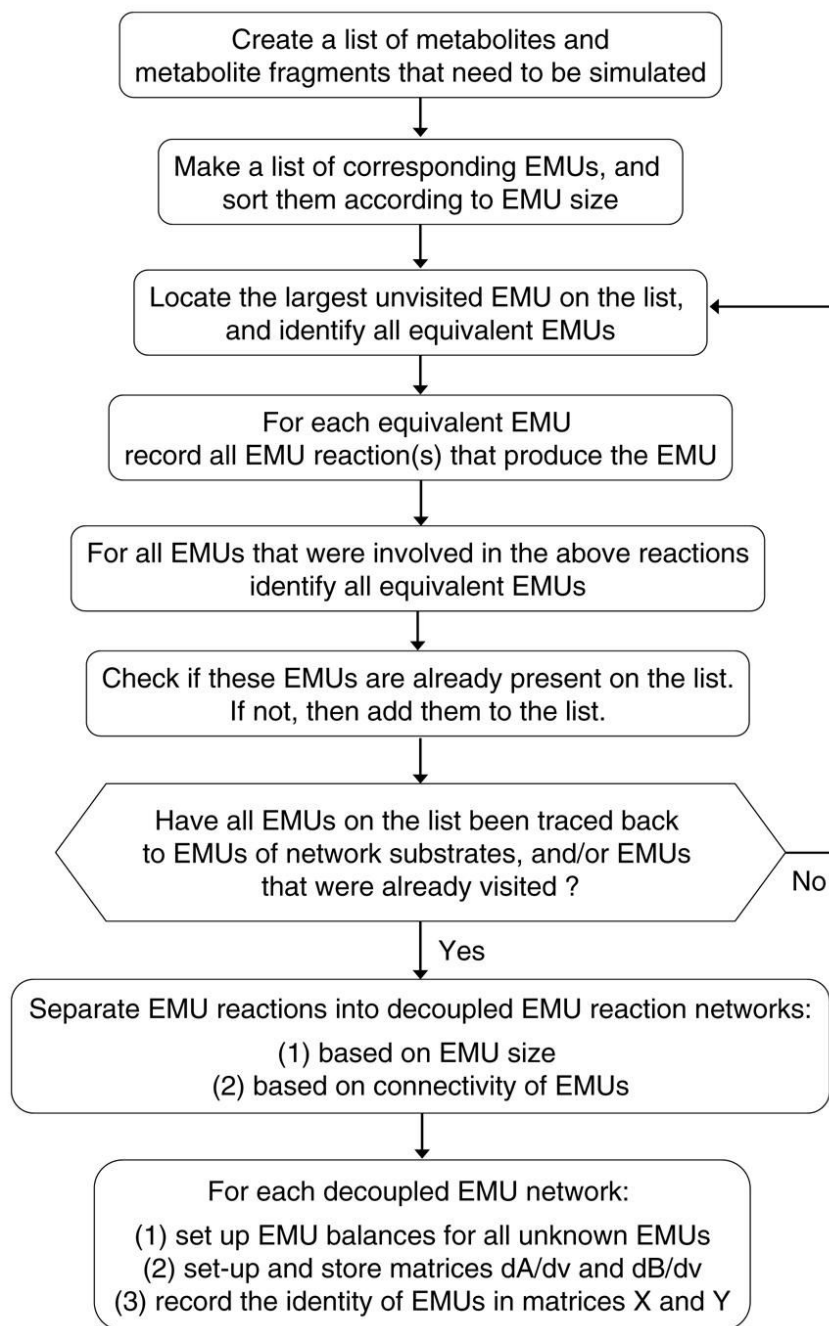 Create a list of metabolites and
metabolite fragments that need to be simulated
Make a list of corresponding EMUs, and
sort them according to EMU size
Locate the largest unvisited EMU on the list,
and identify all equivalent EMUs
For each equivalent EMU
record all EMU reaction(s) that produce the EMU
For all EMUs that were involved in the above reactions
identify all equivalent EMUs
Check if these EMUs are already present on the list.
If not, then add them to the list.
Have all EMUs on the list been traced back
to EMUs of network substrates, and/or EMUs
that were already visited ?
No
Yes
Separate EMU reactions into decoupled EMU reaction networks:
(1) based on EMU size
(2) based on connectivity of EMUs
For each decoupled EMU network:
(1) set up EMU balances for all unknown EMUs
(2) set-up and store matrices dA/dv and dB/dv
(3) record the identity of EMUs in matrices X and Y